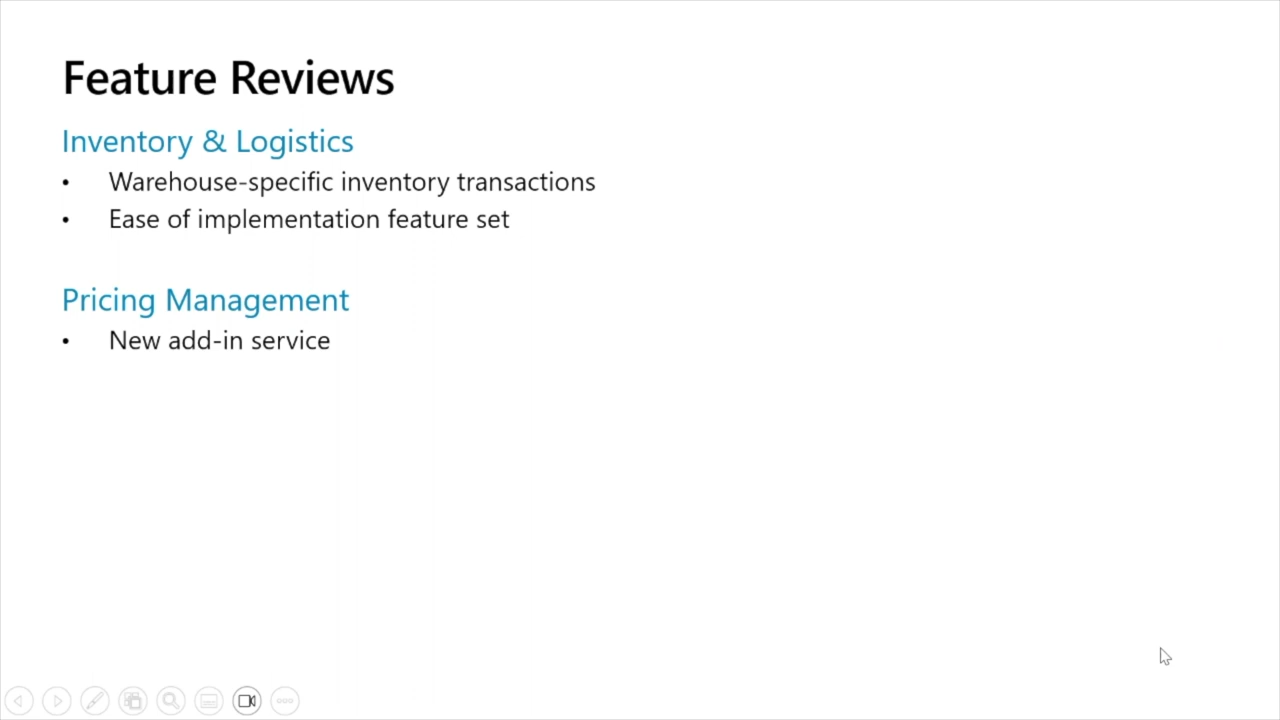 Feature Reviews
Inventory & Logistics
• Warehouse-specific inventory transactions
• Ease of implementation feature set
Pricing Management
• New add-in service